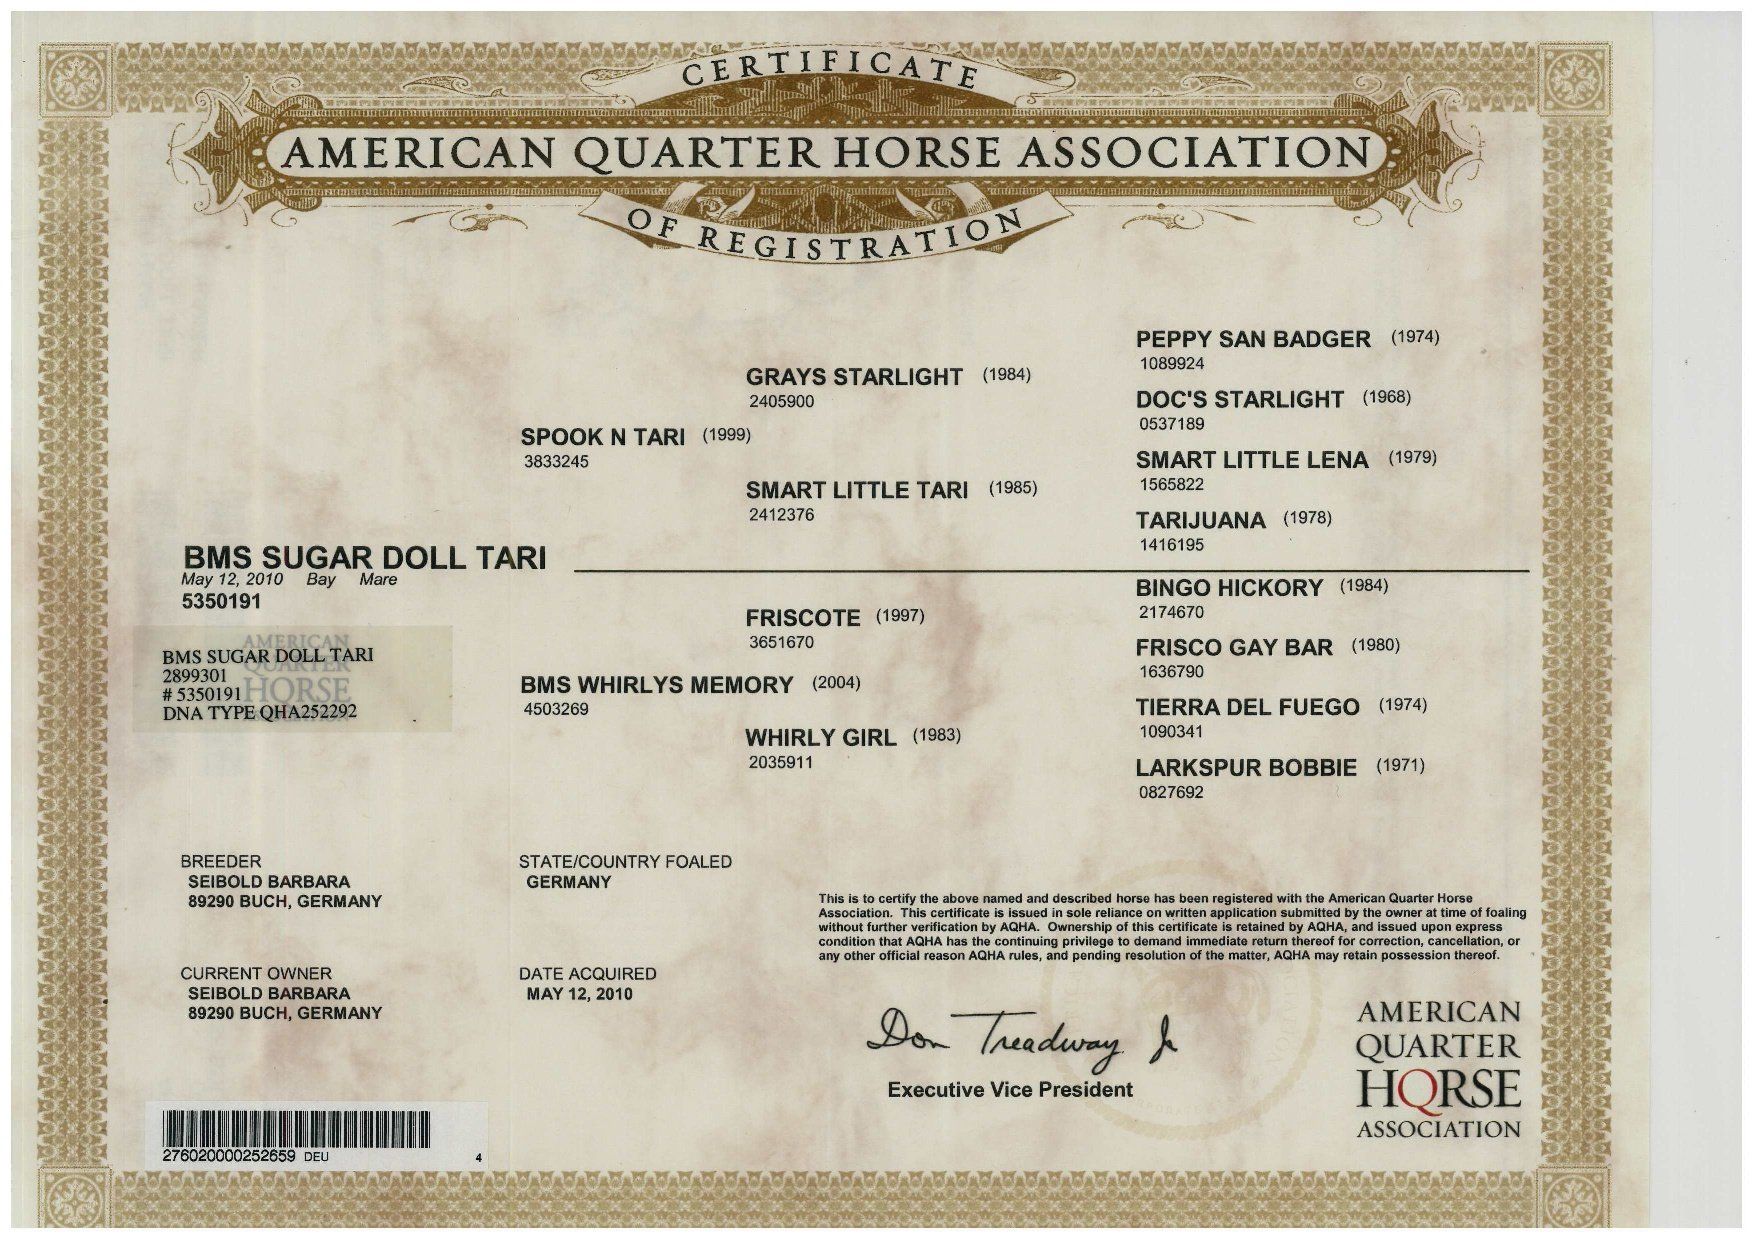 CERTIFICATE
AMERICAN QUARTER HORSE ASSOCIATION
OF REGISTRATION
PEPPY SAN BADGER (1974)
1089924
GRAYS STARLIGHT (1984)
2405900
DOC'S STARLIGHT (1968)
0537189
SPOOK N TARI (1999)
3833245
SMART LITTLE LENA (1979)
1565822
SMART LITTLE TARI (1985)
2412376
TARIJUANA (1978)
1416195
BMS SUGAR DOLL TARI
May 12, 2010 Bay Mare
5350191
BINGO HICKORY (1984)
2174670
FRISCOTE (1997)
3651670
FRISCO GAY BAR (1980)
1636790
BMS WHIRLYS MEMORY (2004)
4503269
TIERRA DEL FUEGO (1974)
1090341
WHIRLY GIRL (1983)
2035911
LARKSPUR BOBBIE (1971)
0827692
AMERICAN
QUARTER
HORSE
BMS SUGAR DOLL TARI
2899301
# 5350191
DNA TYPE QHA252292
BREEDER
SEIBOLD BARBARA
89290 BUCH, GERMANY
STATE/COUNTRY FOALED
GERMANY
CURRENT OWNER
SEIBOLD BARBARA
89290 BUCH, GERMANY
DATE ACQUIRED
MAY 12, 2010
This is to certify the above named and described horse has been registered with the American Quarter Horse
Association. This certificate is issued in sole reliance on written application submitted by the owner at time of foaling
without further verification by AQHA. Ownership of this certificate is retained by AQHA, and issued upon express
condition that AQHA has the continuing privilege to demand immediate return thereof for correction, cancellation, or
any other official reason AQHA rules, and pending resolution of the matter, AQHA may retain possession thereof.
Don Treadway Jr
Executive Vice President
AMERICAN
QUARTER
HORSE
ASSOCIATION
276020000252659 DEU
4